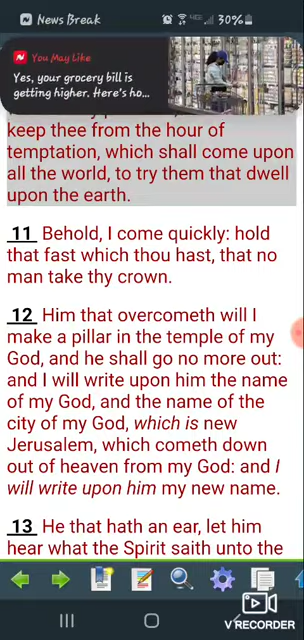 News Break
30%
You May Like
Yes, your grocery bill is
getting higher. Here's ho...
keep thee from the hour of
temptation, which shall come upon
all the world, to try them that dwell
upon the earth.
11 Behold, I come quickly: hold
that fast which thou hast, that no
man take thy crown.
12 Him that overcometh will I
make a pillar in the temple of my
God, and he shall go no more out:
and I will write upon him the name
of my God, and the name of the
city of my God, which is new
Jerusalem, which cometh down
out of heaven from my God: and I
will write upon him my new name.
13 He that hath an ear, let him
hear what the Spirit saith unto the
V RECORDER